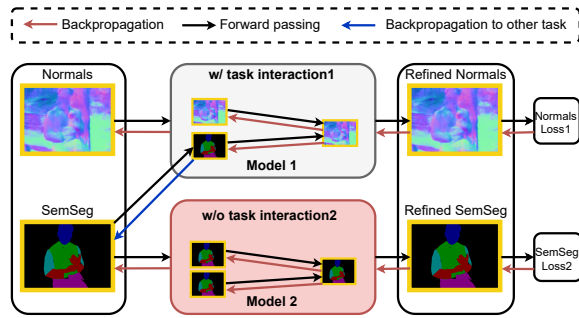 Backpropagation Forward passing Backpropagation to other task
Normals
w/ task interaction1
Refined Normals
Normals
Loss1
Model 1
SemSeg
w/o task interaction2
Refined SemSeg
SemSeg
Loss2
Model 2